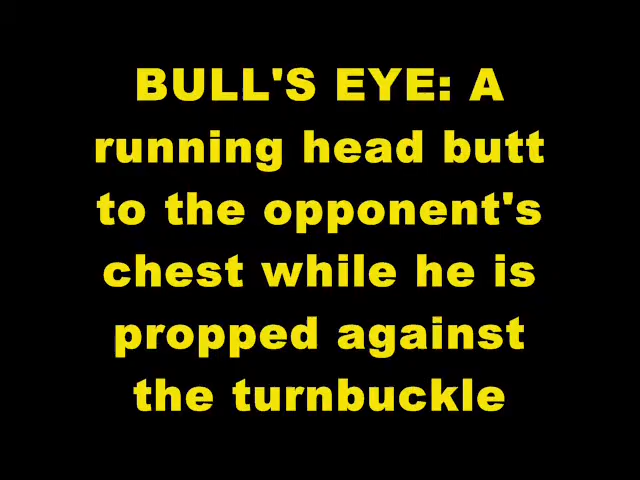 BULL'S EYE: A
running head butt
to the opponent's
chest while he is
propped against
the turnbuckle